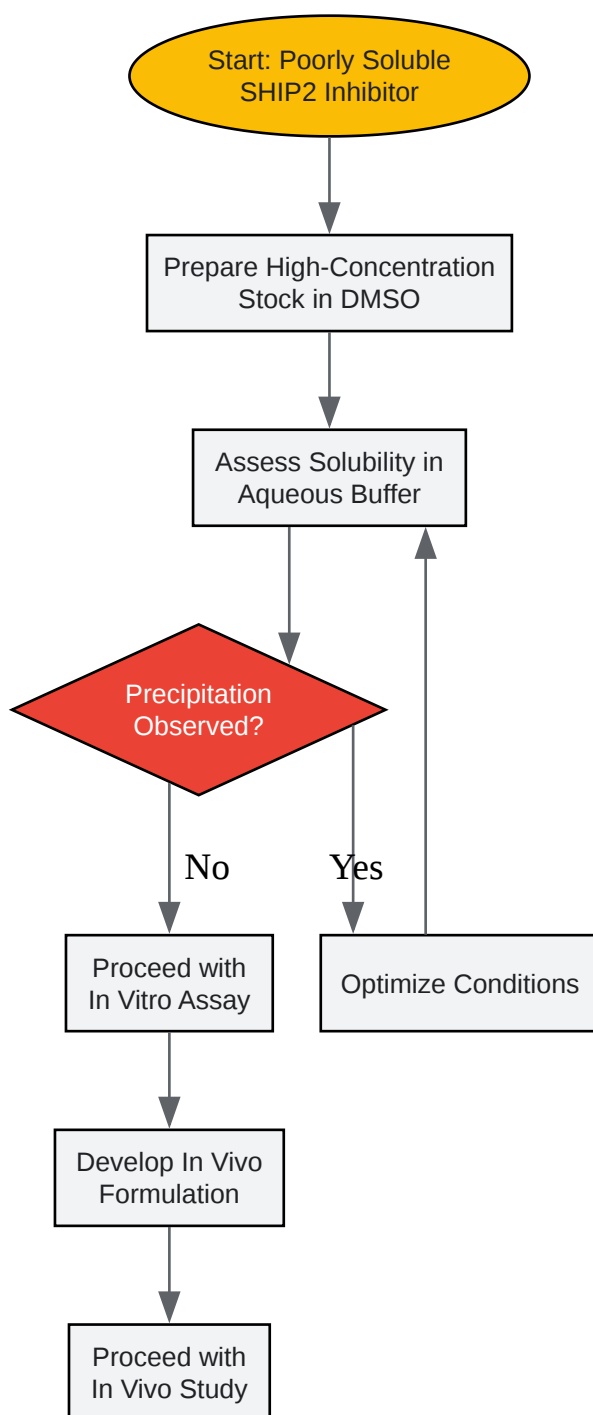 Start: Poorly Soluble
SHIP2 Inhibitor
Prepare High-Concentration
Stock in DMSO
Assess Solubility in
Aqueous Buffer
Precipitation
Observed?
No
Yes
Proceed with
In Vitro Assay
Optimize Conditions
Develop In Vivo
Formulation
Proceed with
In Vivo Study